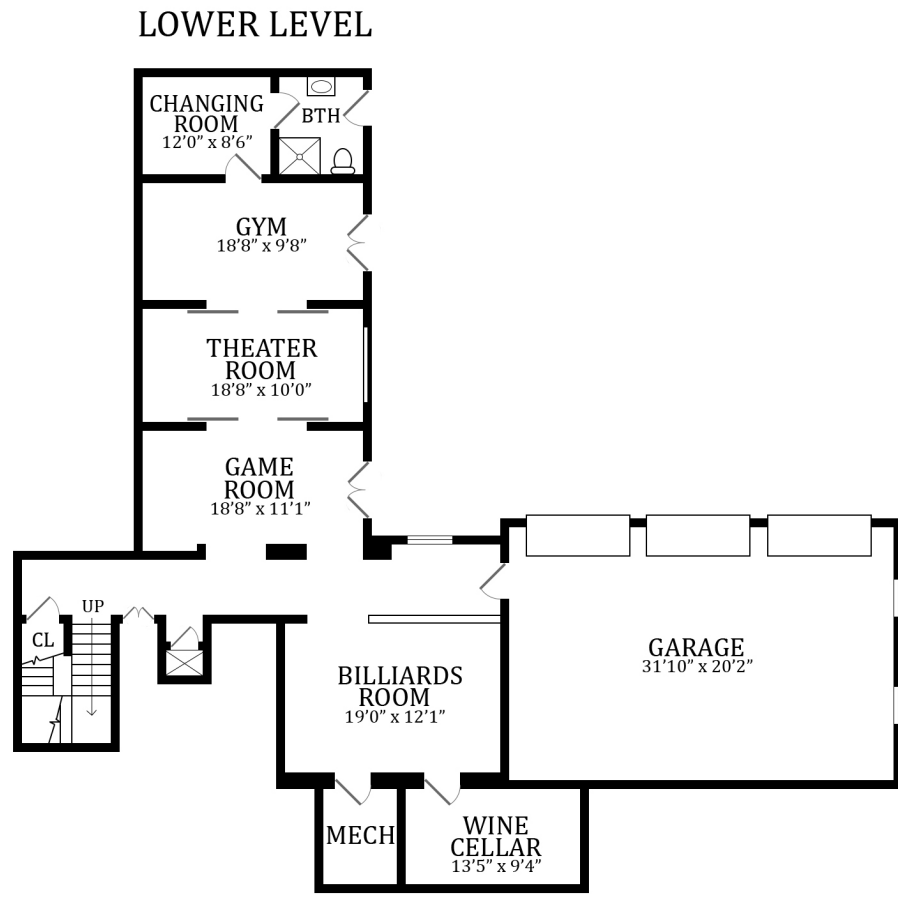 LOWER LEVEL
CHANGING
ROOM
12’0” x 8’6”
BTH
GYM
18’8” x 9’8”
THEATER
ROOM
18’8” x 10’0”
GAME
ROOM
18’8” x 11’1”
UP
CL
GARAGE
31’10” x 20’2”
BILLIARDS
ROOM
19’0” x 12’1”
MECH
WINE
CELLAR
13’5” x 9’4”